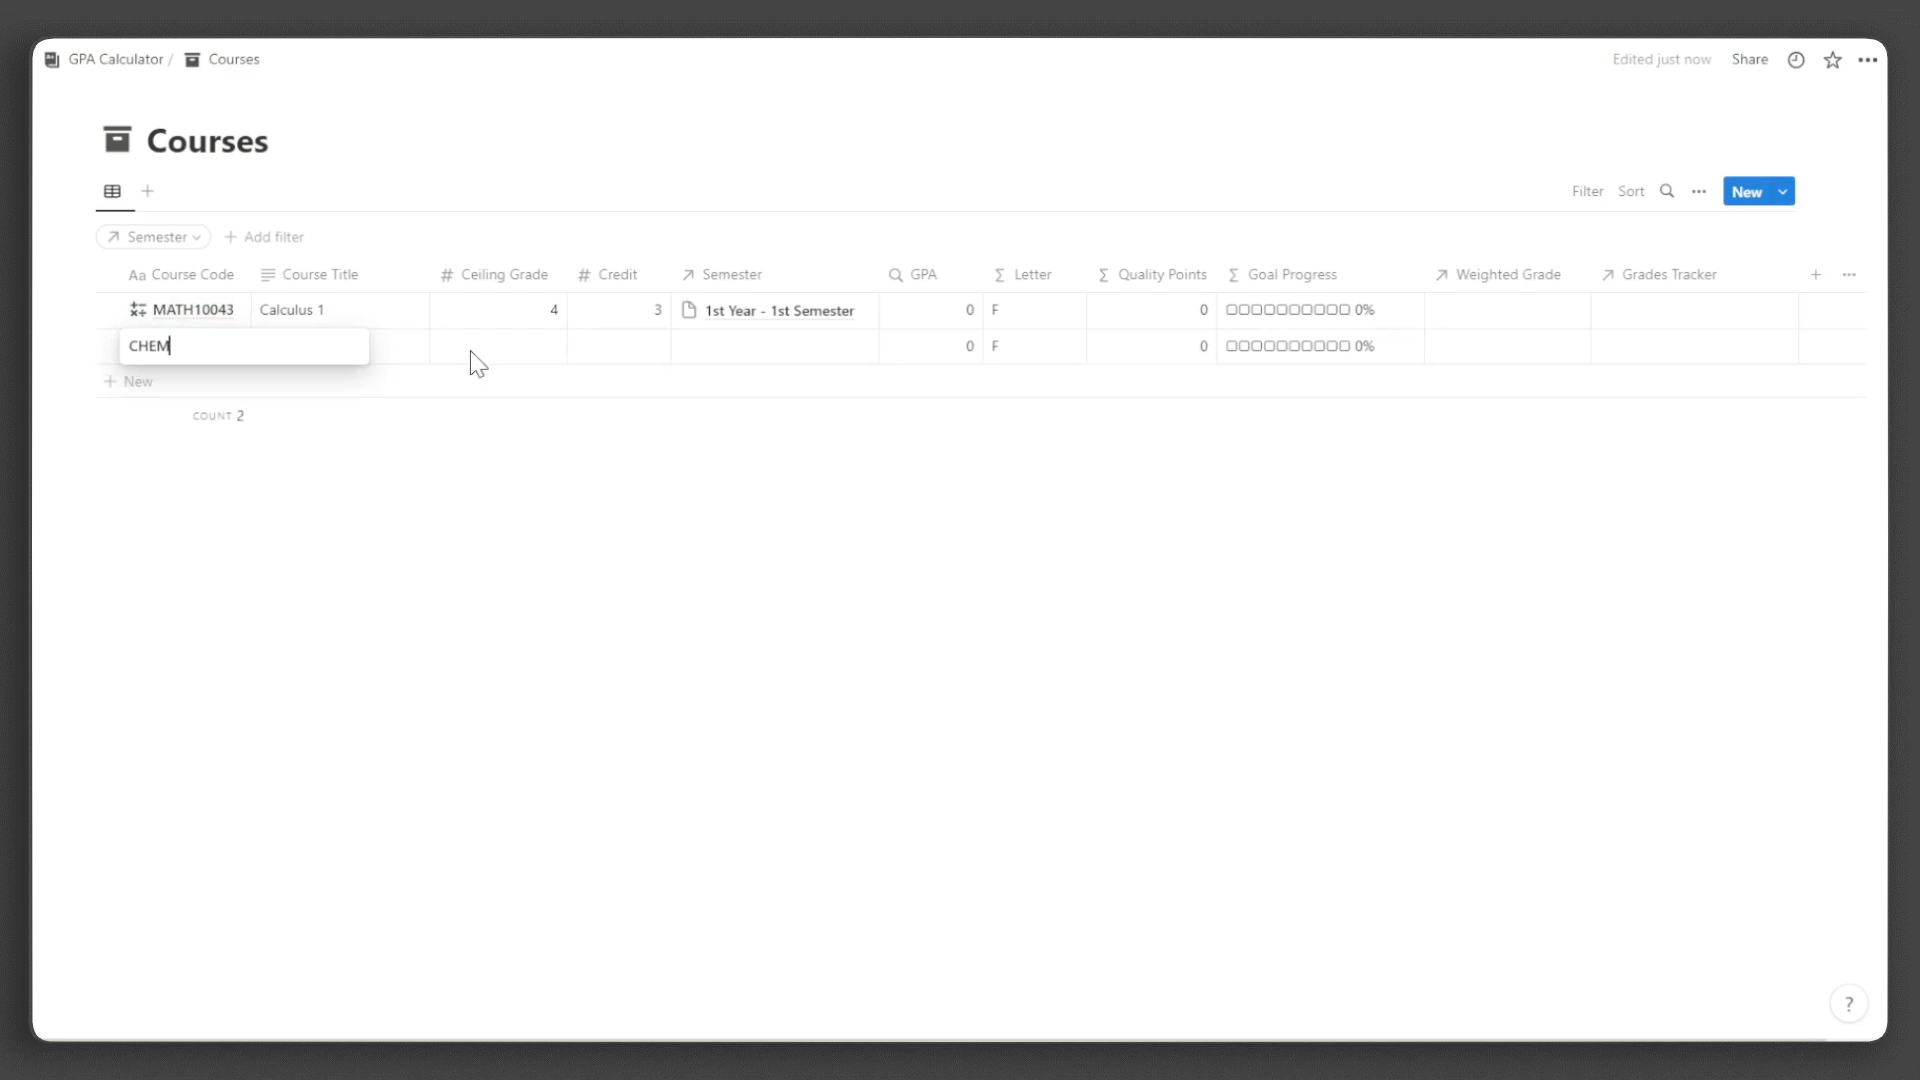 GPA Calculator / Courses Edited just now Share
Courses
Filter Sort New
Semester + Add filter
Aa Course Code Course Title # Ceiling Grade # Credit Semester GPA Σ Letter Σ Quality Points Σ Goal Progress Weighted Grade Grades Tracker +
MATH10043 Calculus 1 4 3 1st Year - 1st Semester 0 F 0 ▢▢▢▢▢▢▢▢▢▢ 0%
CHEM 0 F 0 ▢▢▢▢▢▢▢▢▢▢ 0%
+ New
COUNT 2
?